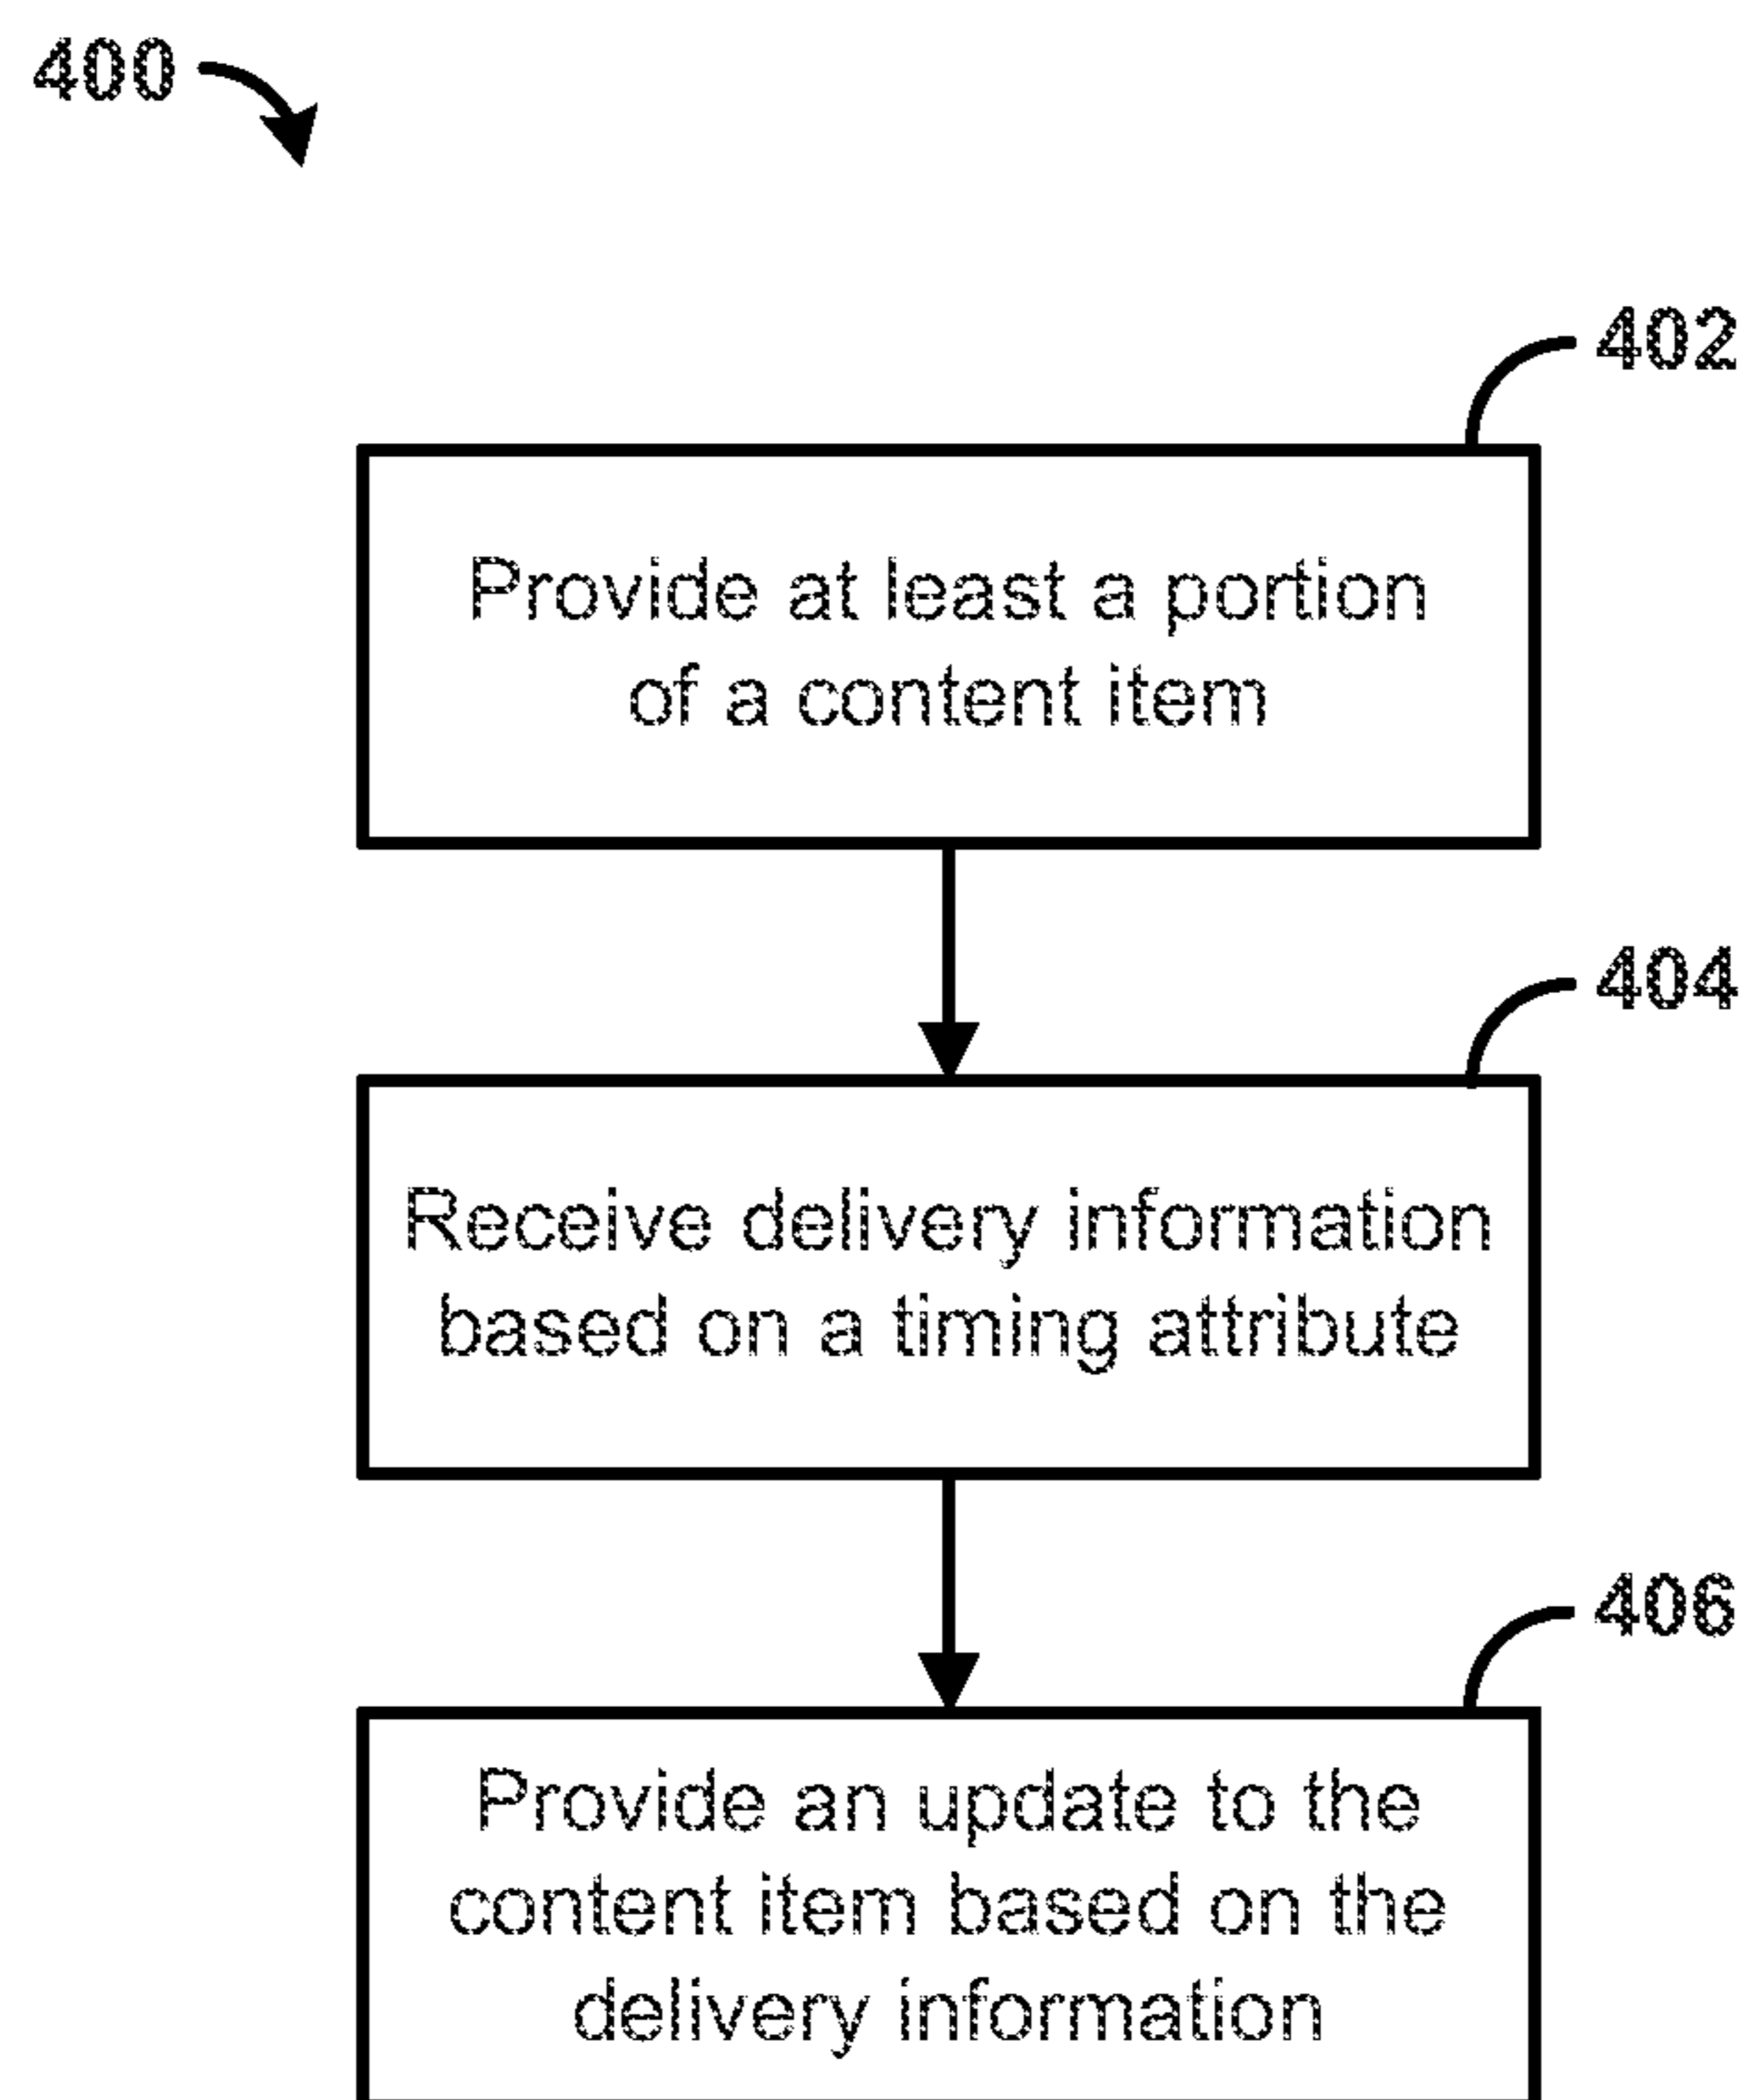 400
402
Provide at least a portion
of a content item
404
Receive delivery information
based on a timing attribute
406
Provide an update to the
content item based on the
delivery information